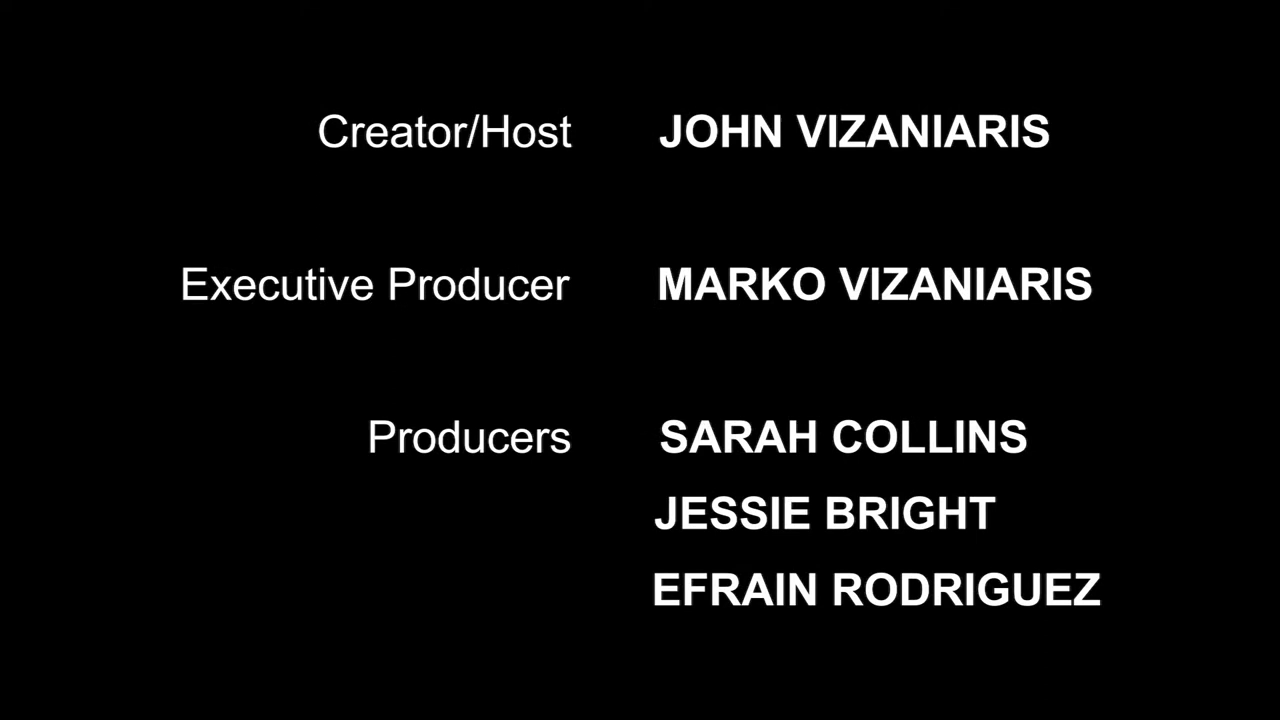 Creator/Host JOHN VIZANIARIS
Executive Producer MARKO VIZANIARIS
Producers SARAH COLLINS
JESSIE BRIGHT
EFRAIN RODRIGUEZ